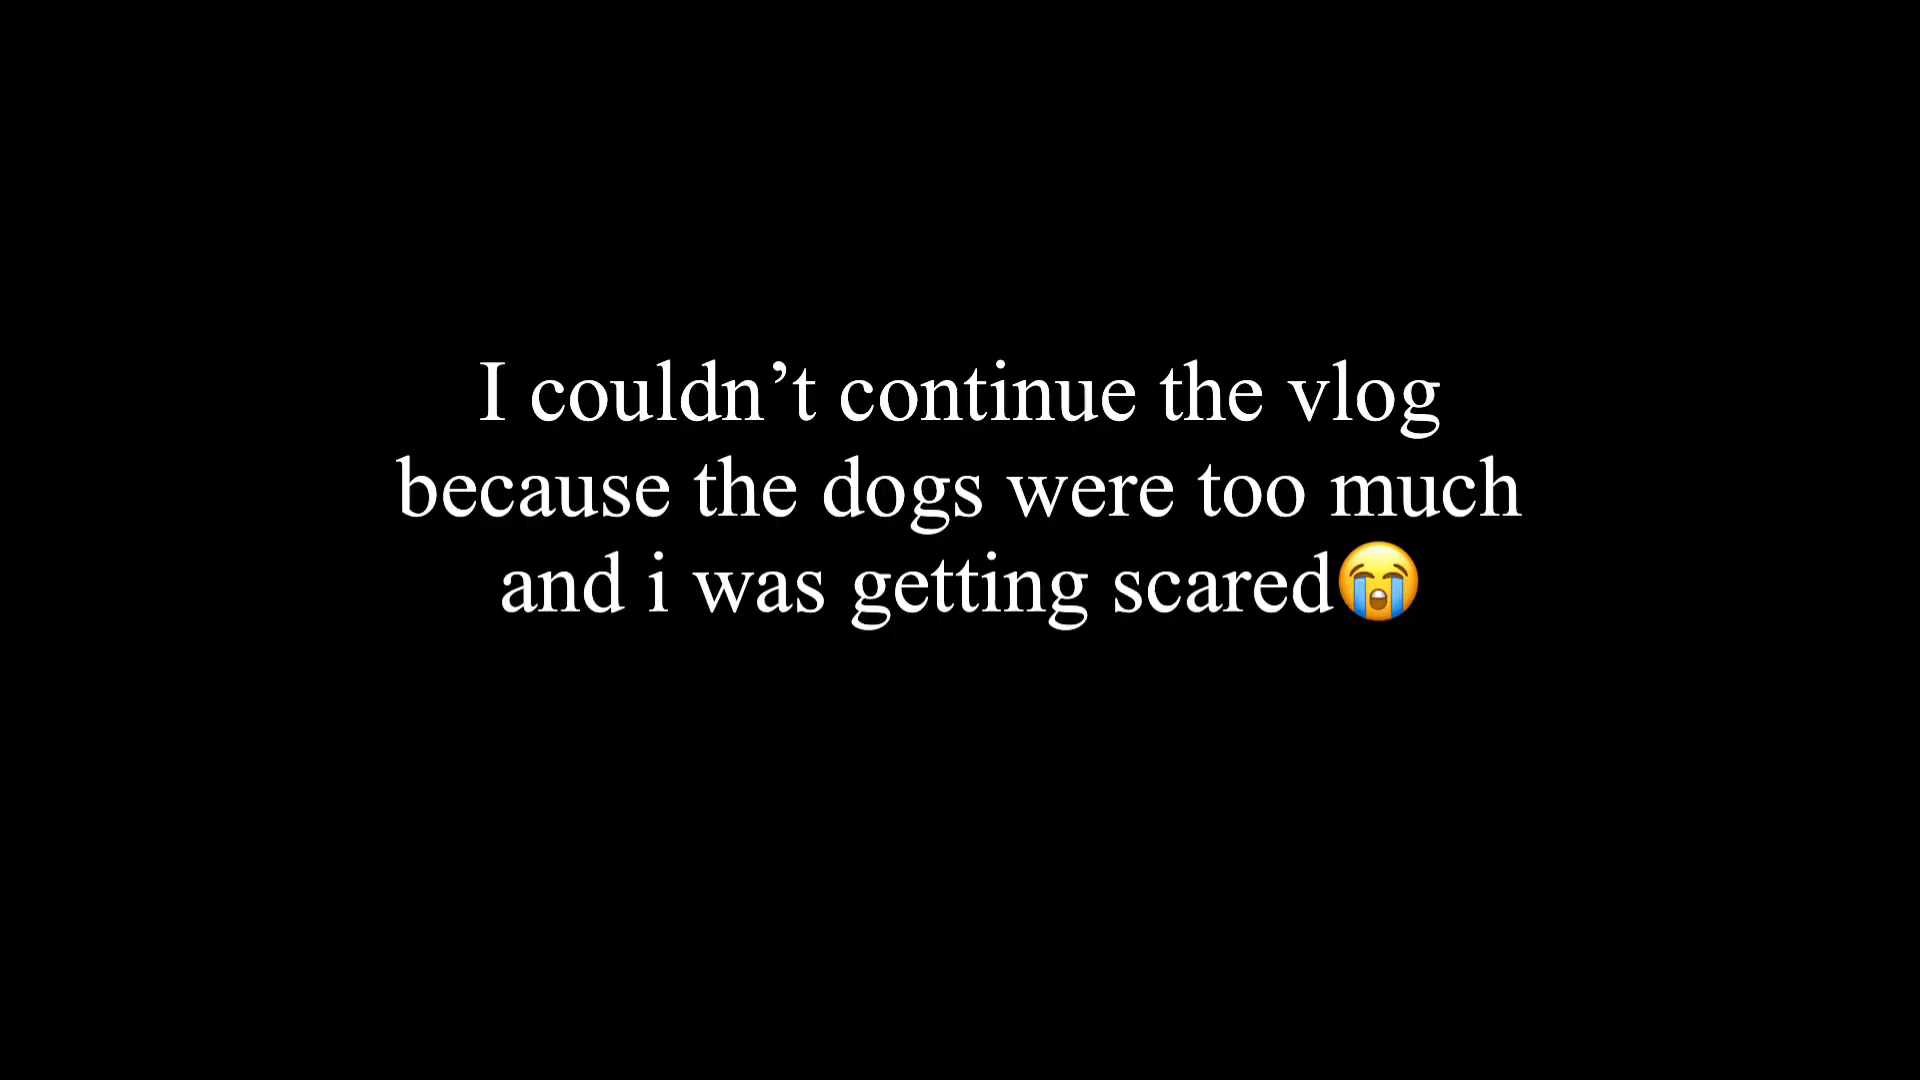 I couldn’t continue the vlog
because the dogs were too much
and i was getting scared😭